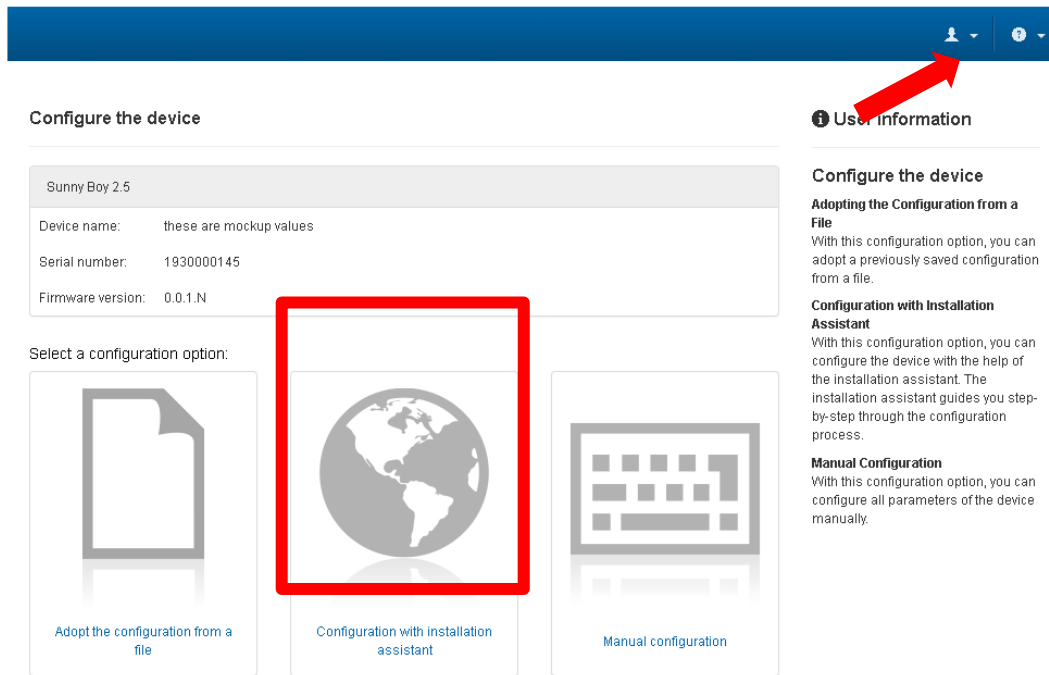 Configure the device
Sunny Boy 2.5
Device name: these are mockup values
Serial number: 1930000145
Firmware version: 0.0.1.N
Select a configuration option:
Adopt the configuration from a
file
Configuration with installation
assistant
Manual configuration
User Information
Configure the device
Adopting the Configuration from a
File
With this configuration option, you can
adopt a previously saved configuration
from a file.
Configuration with Installation
Assistant
With this configuration option, you can
configure the device with the help of
the installation assistant. The
installation assistant guides you step-
by-step through the configuration
process.
Manual Configuration
With this configuration option, you can
configure all parameters of the device
manually.